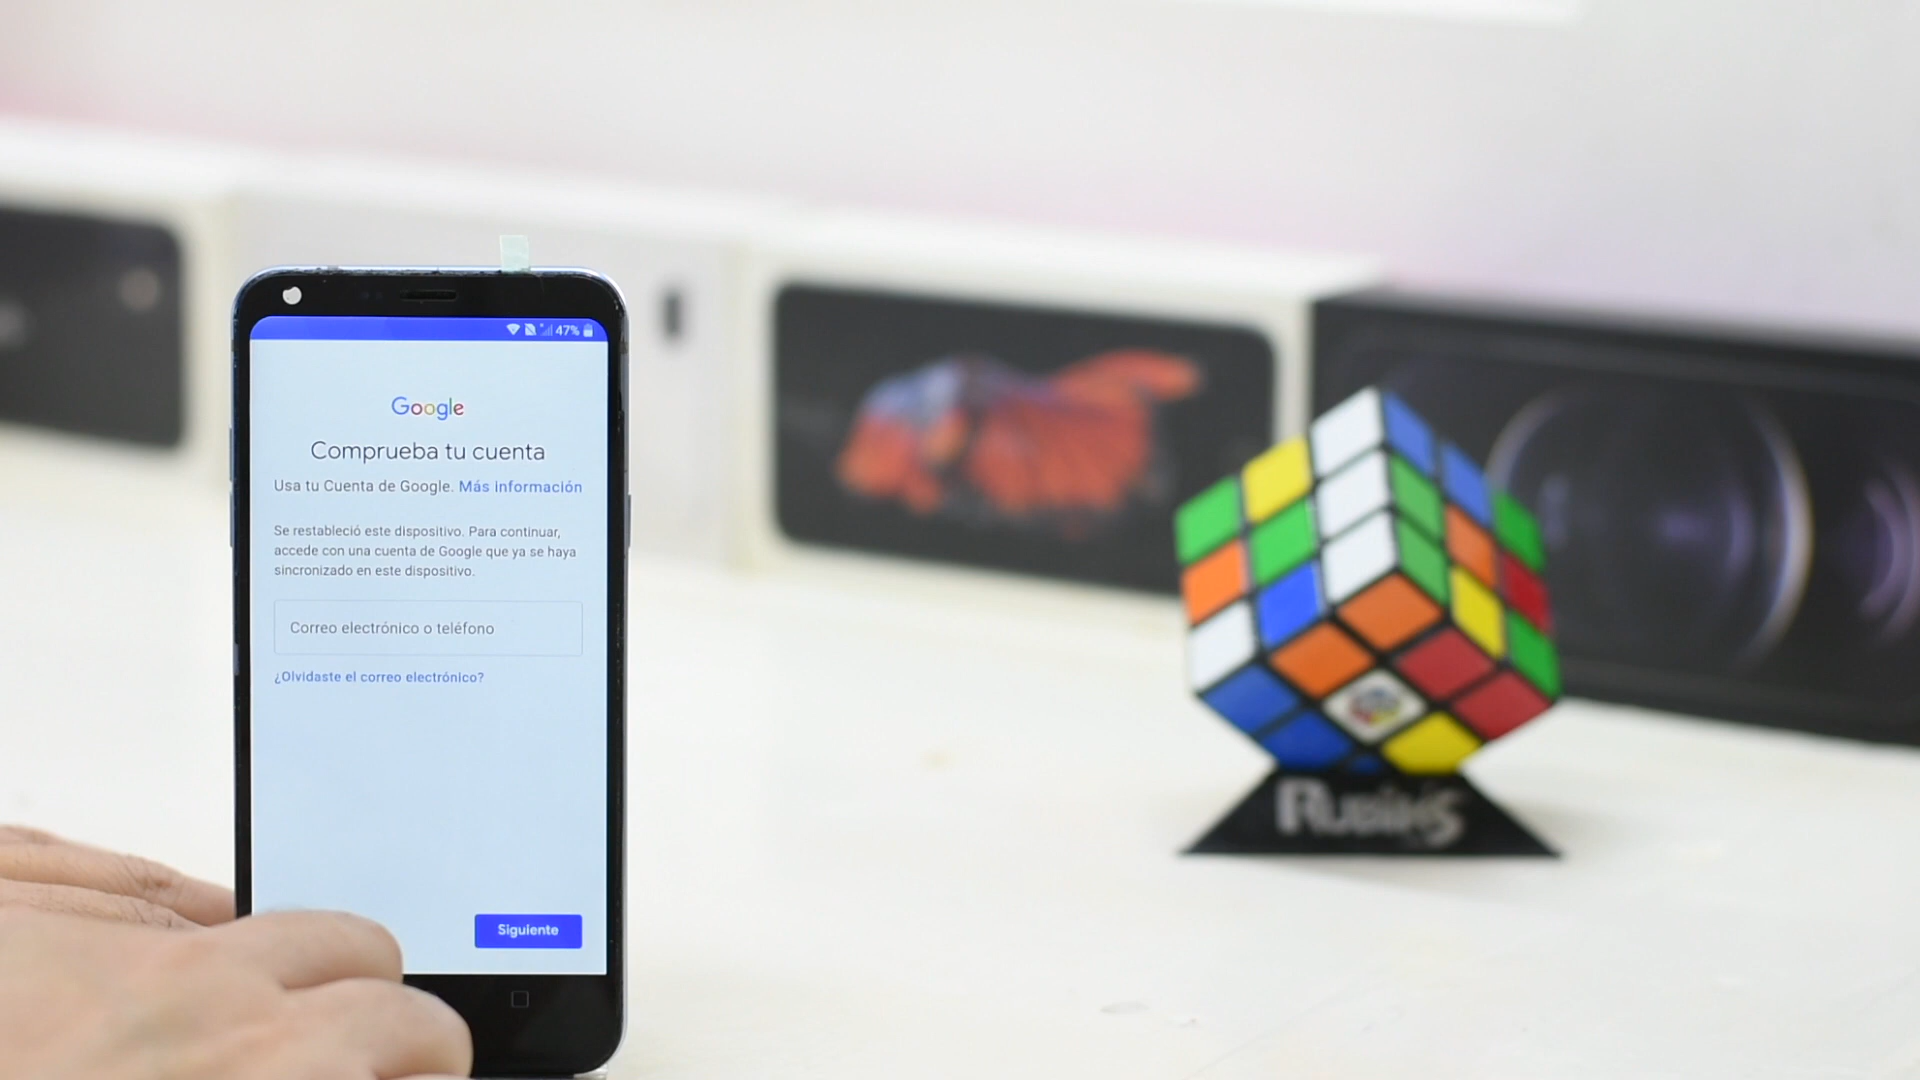 47%
Google
Comprueba tu cuenta
Usa tu Cuenta de Google. Más información
Se restableció este dispositivo. Para continuar,
accede con una cuenta de Google que ya se haya
sincronizado en este dispositivo.
Correo electrónico o teléfono
¿Olvidaste el correo electrónico?
Siguiente
RUBIK'S